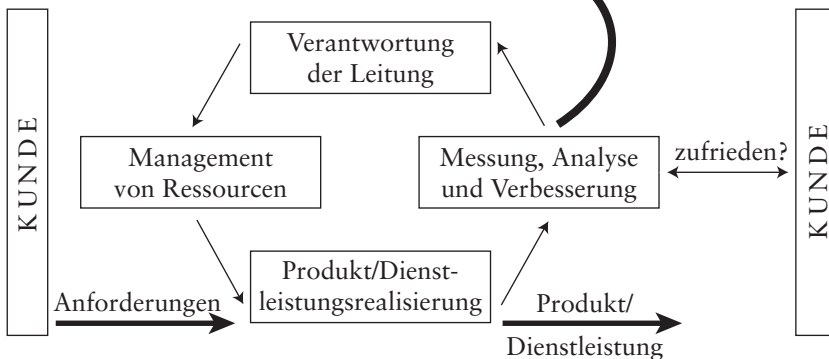 KUNDE
Verantwortung
der Leitung
Management
von Ressourcen
Messung, Analyse
und Verbesserung
zufrieden?
KUNDE
Anforderungen
Produkt/Dienst-
leistungsrealisierung
Produkt/
Dienstleistung